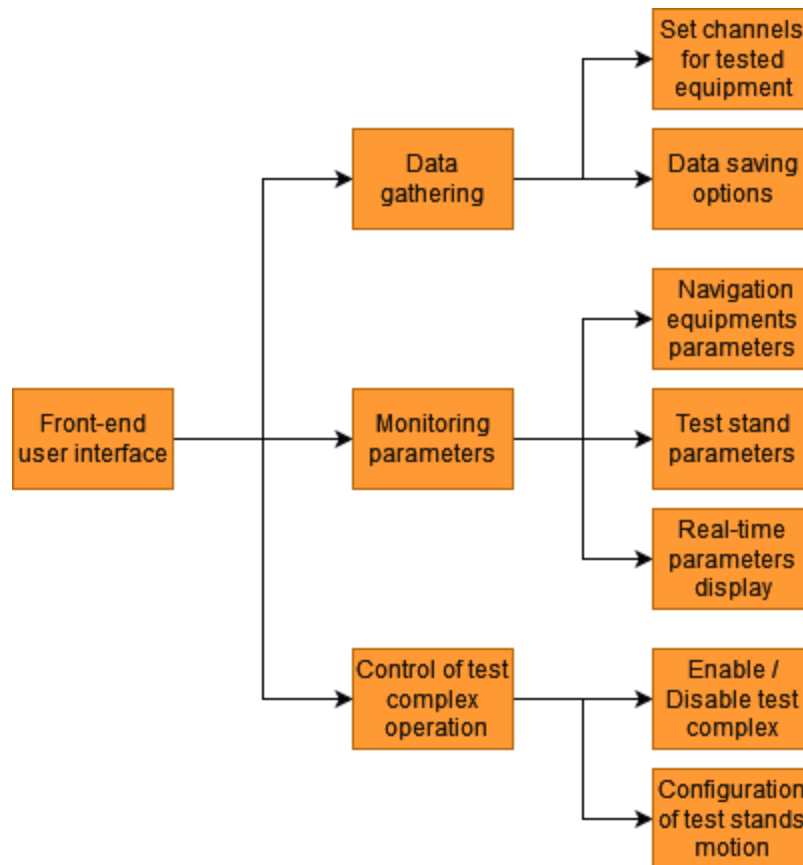 Set channels
for tested
equipment
Data
gathering
Data saving
options
Navigation
equipments
parameters
Front-end
user interface
Monitoring
parameters
Test stand
parameters
Real-time
parameters
display
Control of test
complex
operation
Enable /
Disable test
complex
Configuration
of test stands
motion